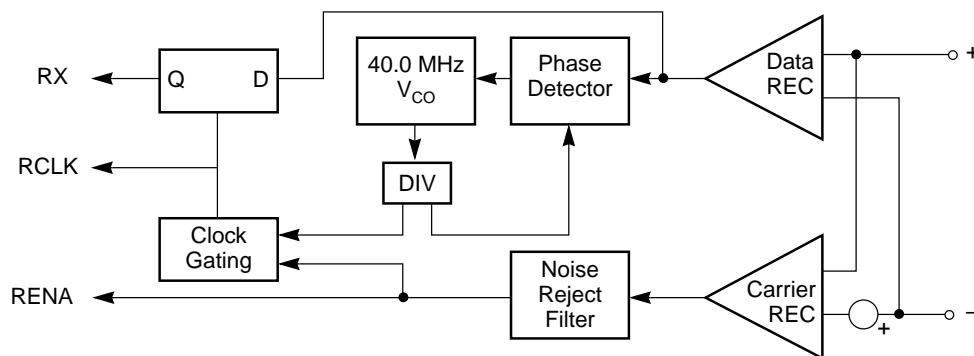 RX
Q
D
40.0 MHz
VCO
Phase
Detector
Data
REC
+
RCLK
DIV
Clock
Gating
RENA
Noise
Reject
Filter
Carrier
REC
+
–